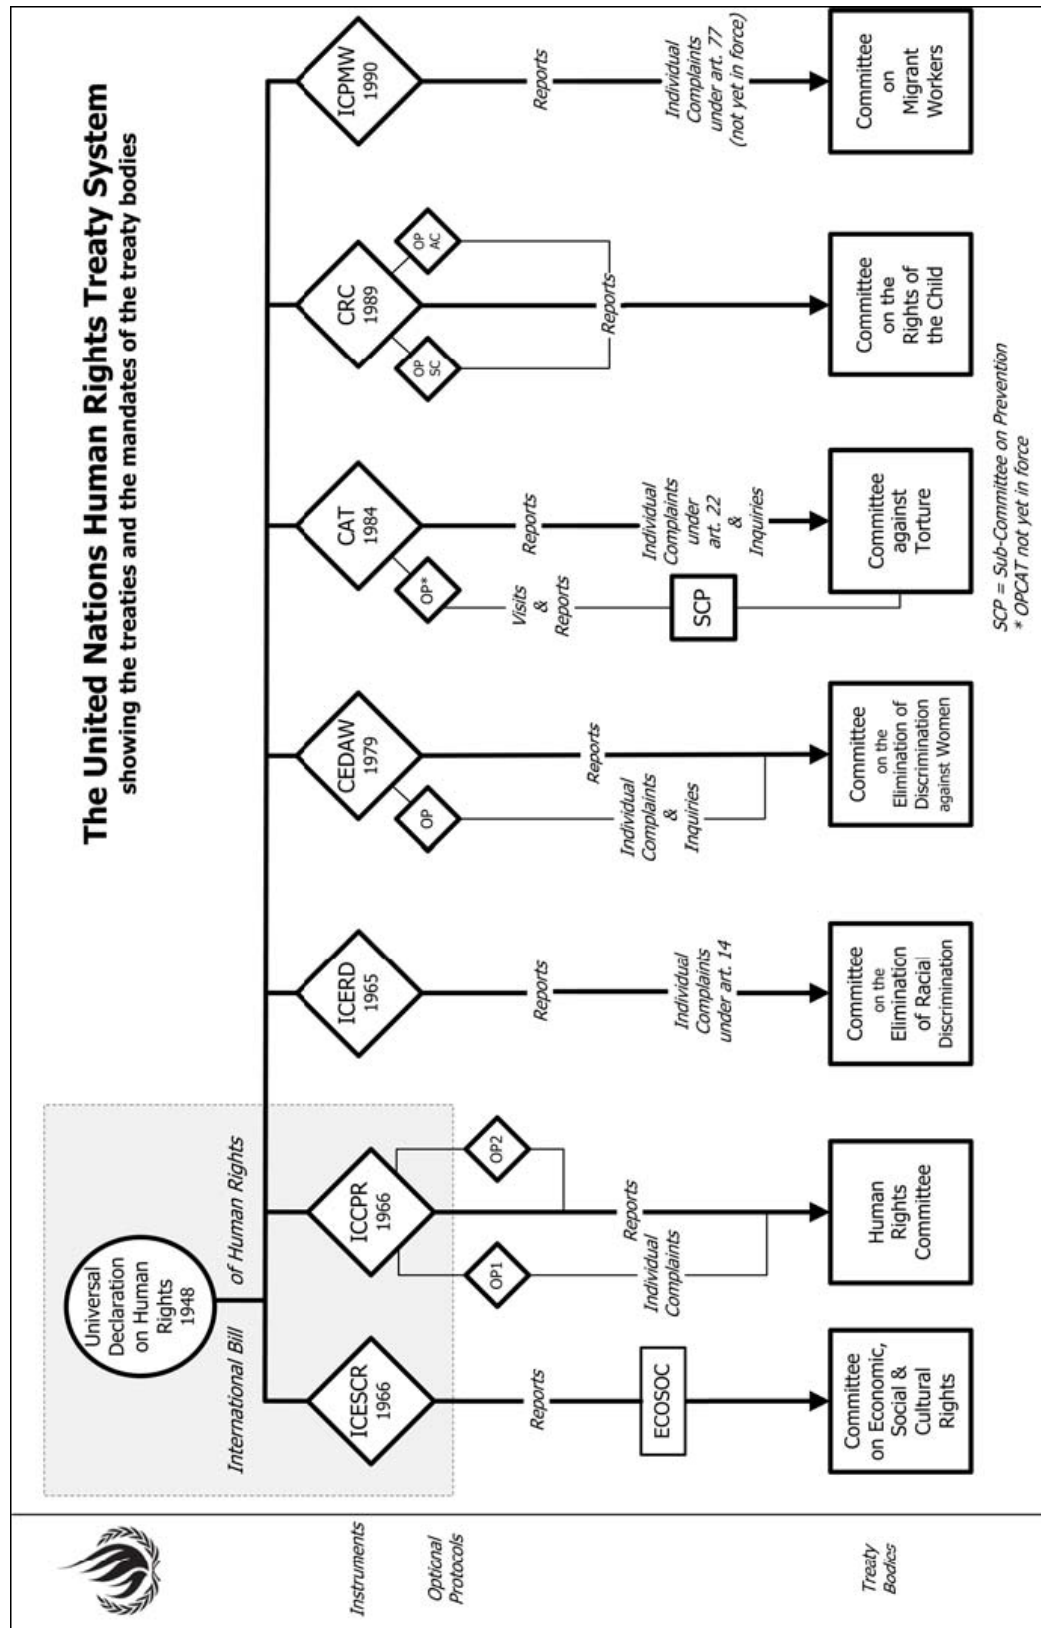 The United Nations Human Rights Treaty System
showing the treaties and the mandates of the treaty bodies
Universal
Declaration
on Human
Rights
1948
International Bill
of Human Rights
Instruments
ICESCR
1966
ICCPR
1966
ICERD
1965
CEDAW
1979
CAT
1984
CRC
1989
ICPMW
1990
Optional
Protocols
OP1
OP2
OP
OP*
OP
SC
OP
AC
Reports
ECOSOC
Individual
Complaints
Reports
Reports
Individual
Complaints
under art. 14
Individual
Complaints
&
Inquiries
Reports
Visits
&
Reports
SCP
Reports
Individual
Complaints
under
art. 22
&
Inquiries
Reports
Reports
Individual
Complaints
under art. 77
(not yet in force)
Treaty
Bodies
Committee
on Economic,
Social &
Cultural
Rights
Human
Rights
Committee
Committee
on the
Elimination
of Racial
Discrimination
Committee
on the
Elimination of
Discrimination
against Women
Committee
against
Torture
Committee
on the
Rights of
the Child
Committee
on
Migrant
Workers
SCP = Sub-Committee on Prevention
* OPCAT not yet in force